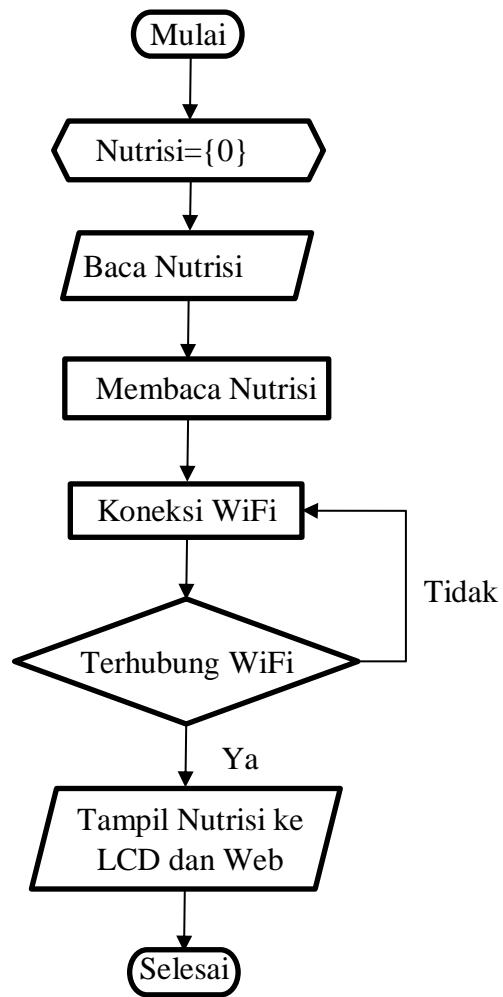 Mulai
Nutrisi={0}
Baca Nutrisi
Membaca Nutrisi
Koneksi WiFi
Tidak
Terhubung WiFi
Ya
Tampil Nutrisi ke
LCD dan Web
Selesai